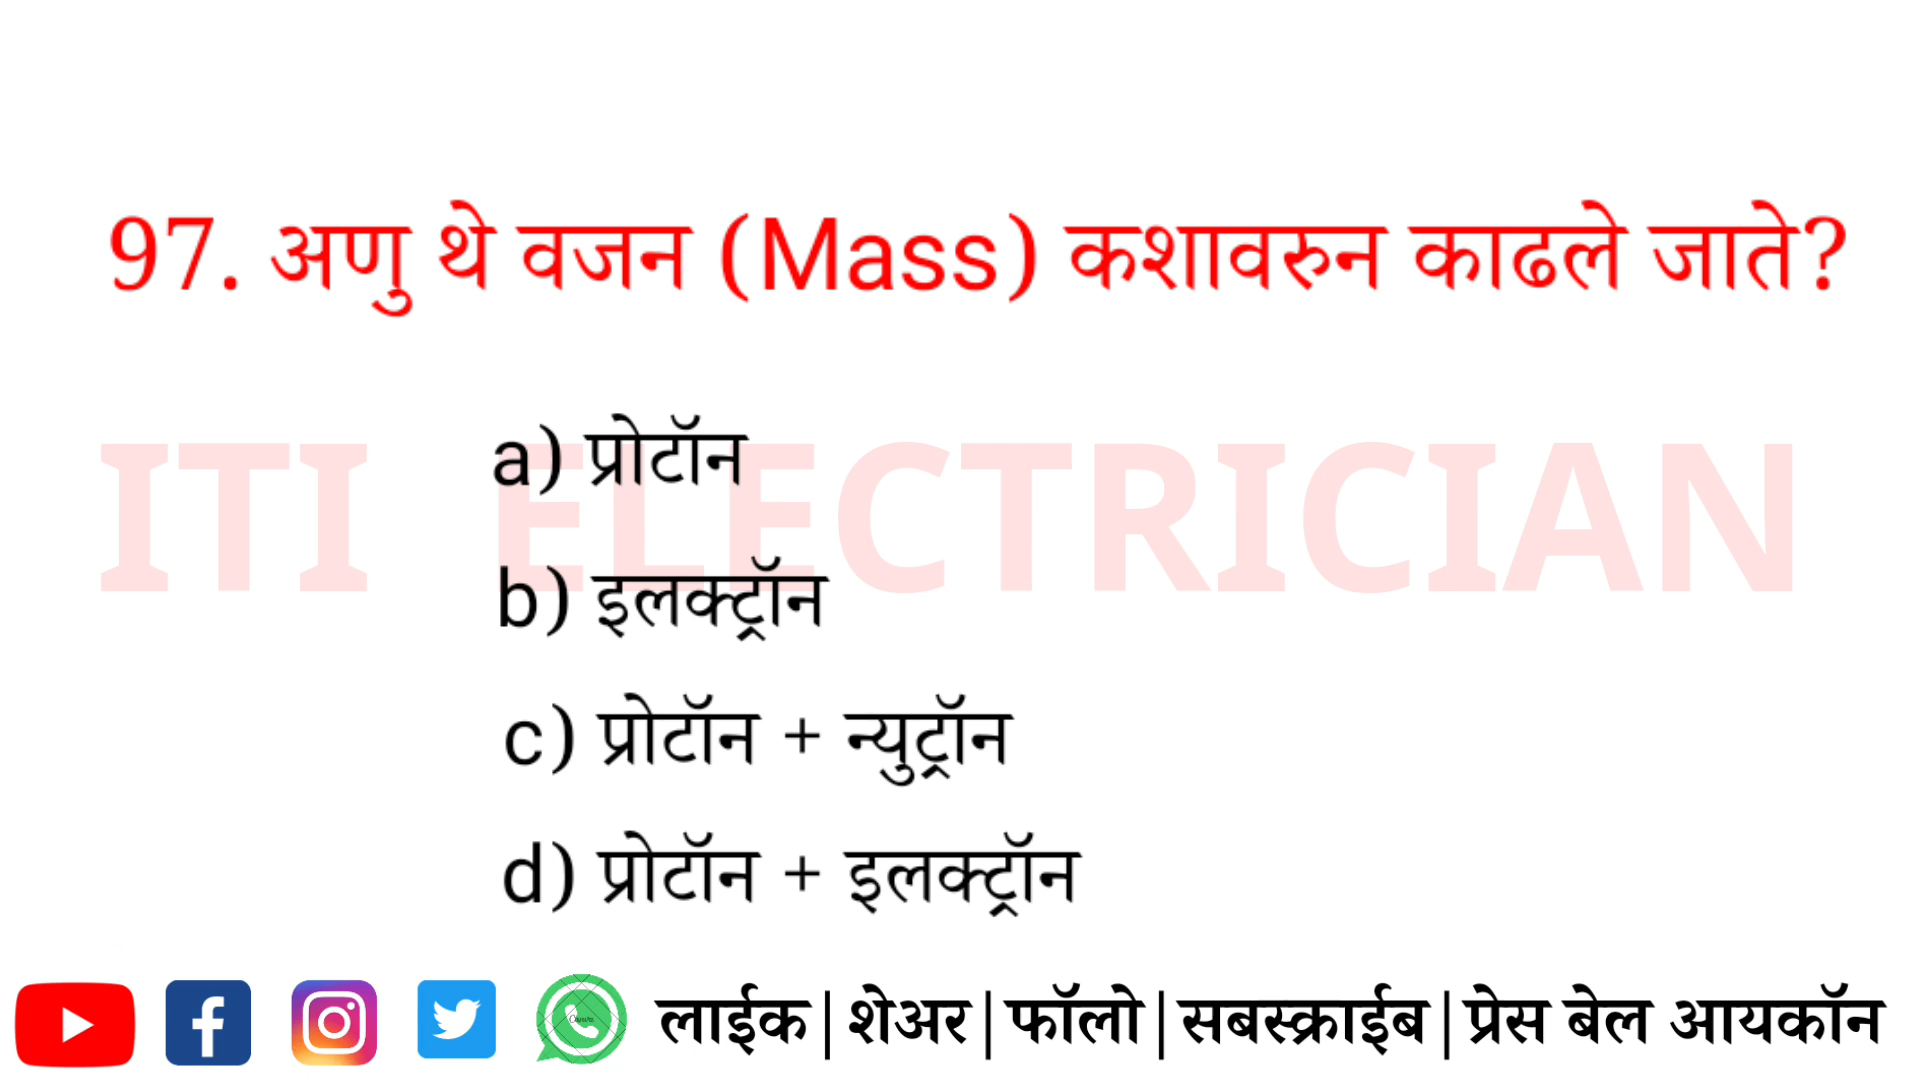 97. अणु थे वजन (Mass) कशावरुन काढले जाते?
ITI ELECTRICIAN
a) प्रोटॉन
b) इलक्ट्रॉन
c) प्रोटॉन + न्युट्रॉन
d) प्रोटॉन + इलक्ट्रॉन
लाईक|शेअर|फॉलो|सबस्क्राईब|प्रेस बेल आयकॉन